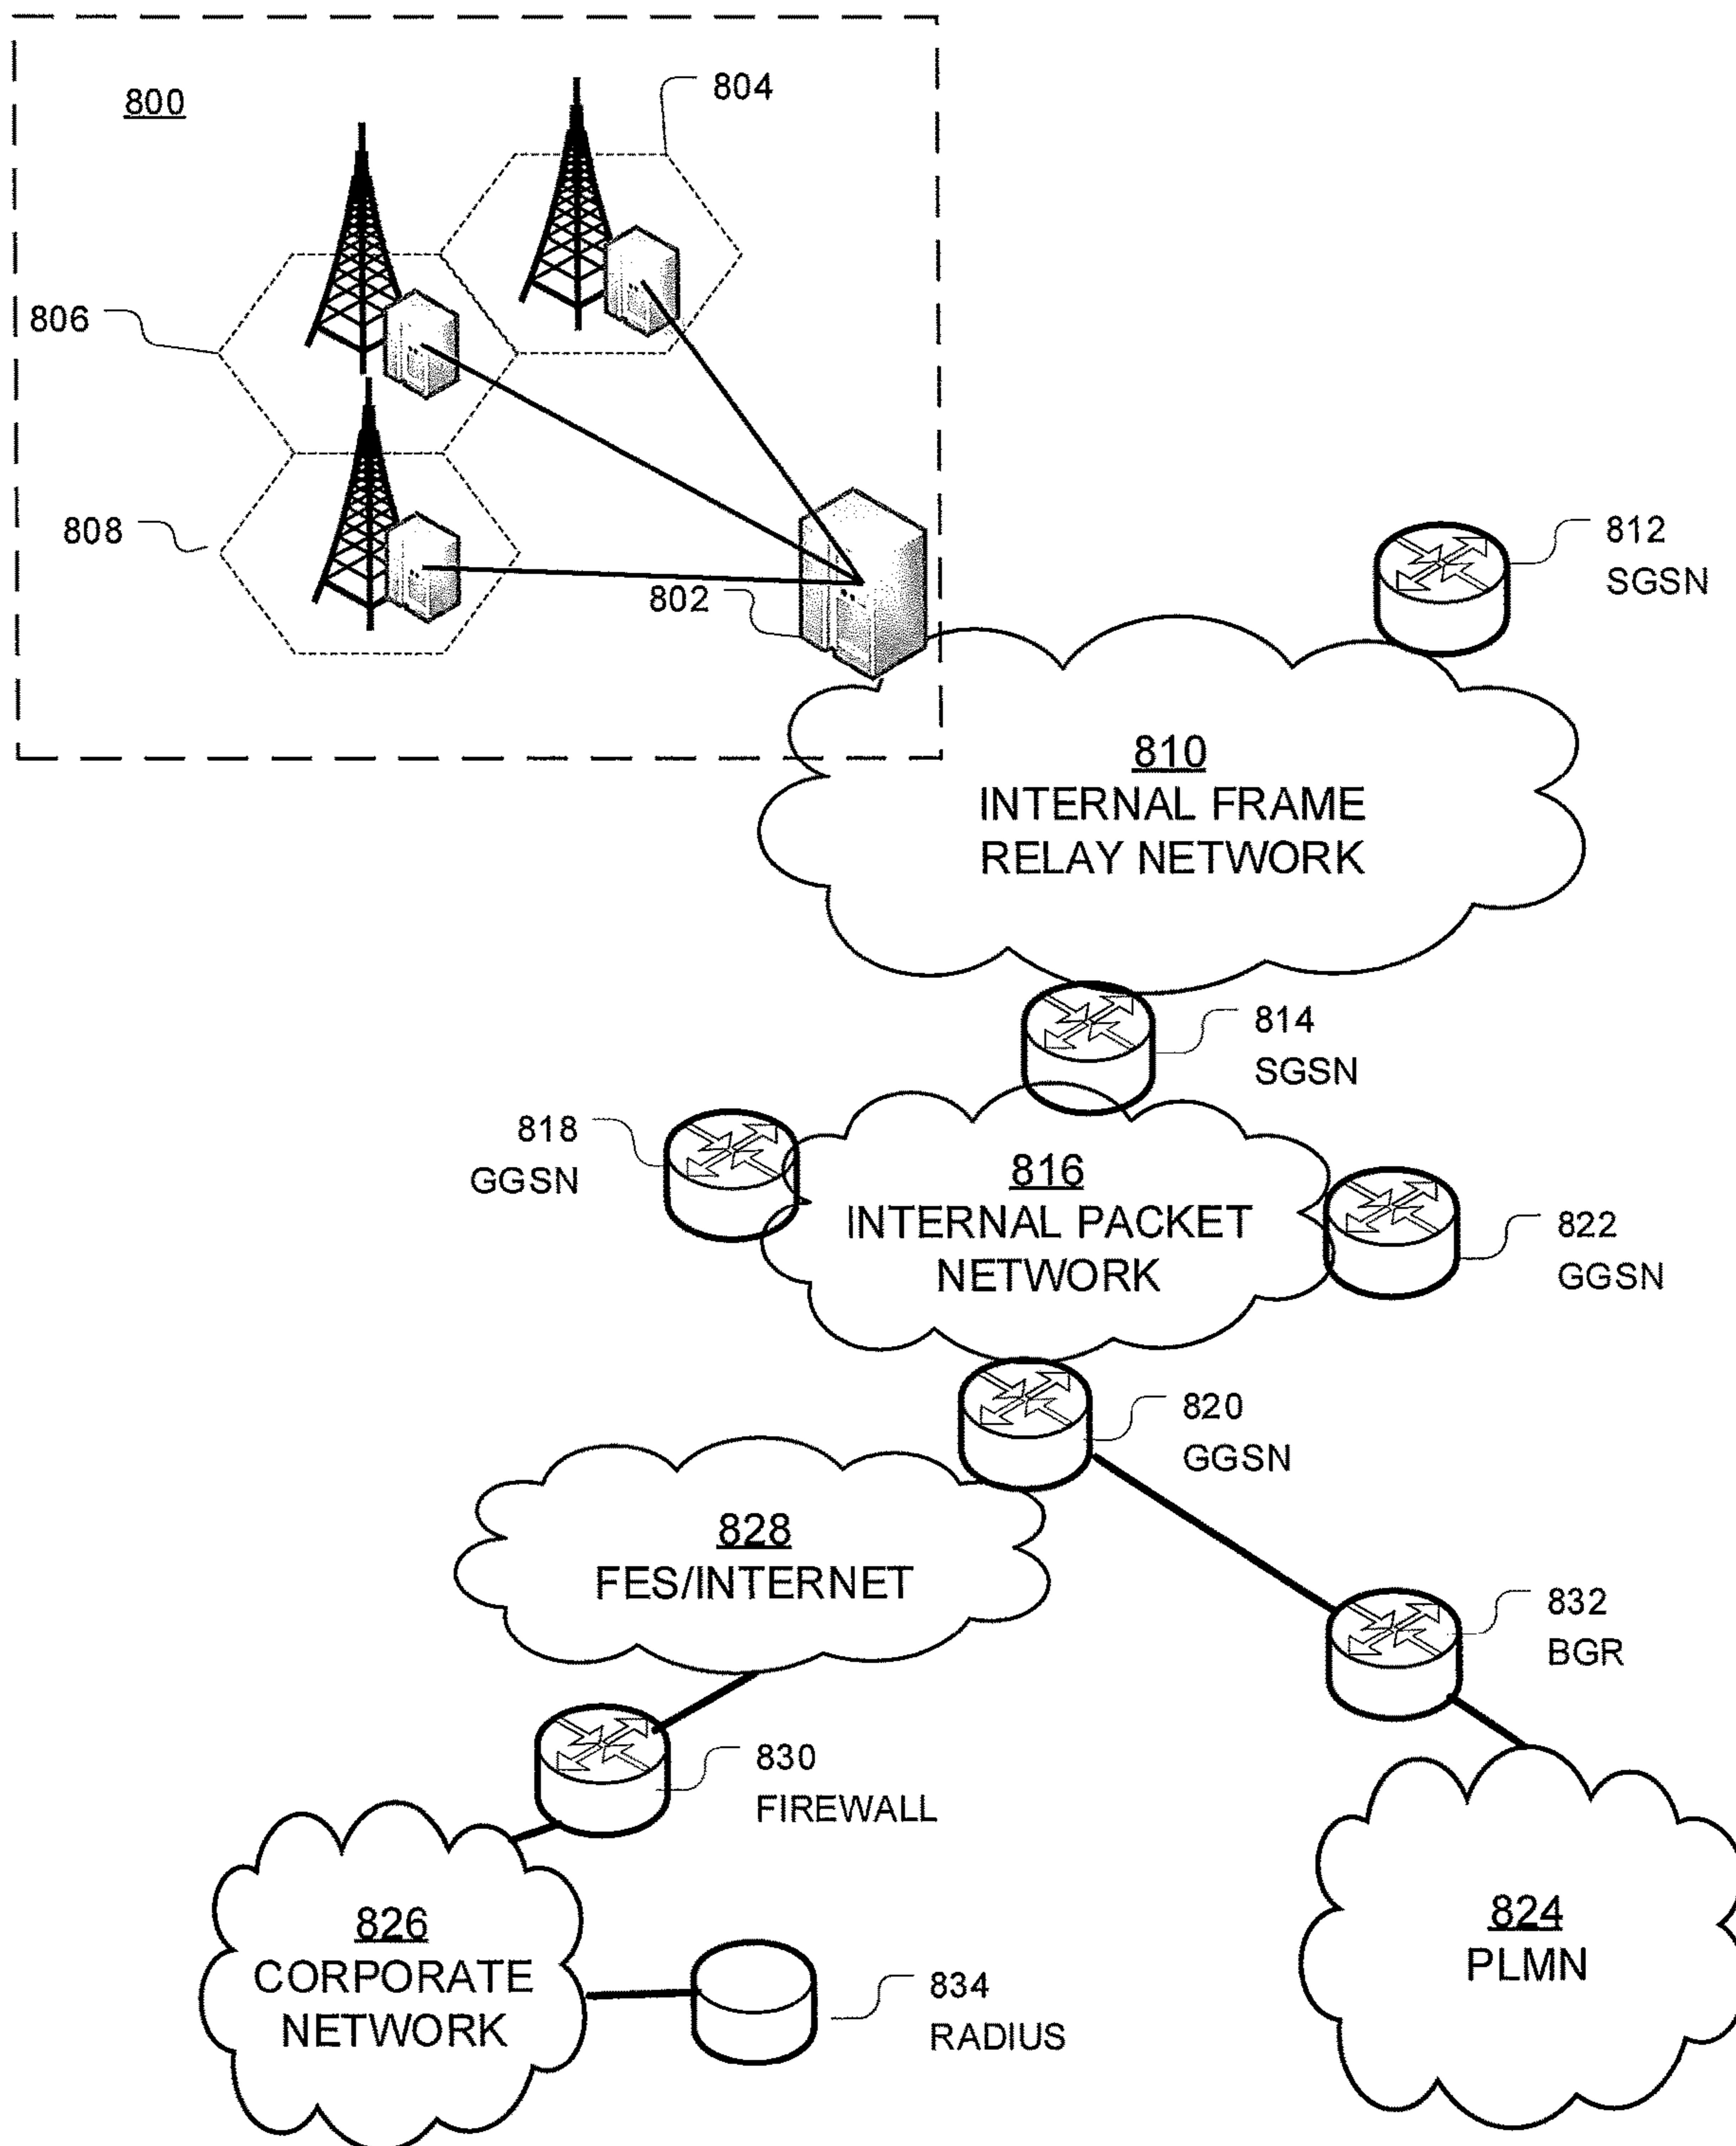 800
804
806
808
802
812
SGSN
810
INTERNAL FRAME
RELAY NETWORK
814
SGSN
818
GGSN
816
INTERNAL PACKET
NETWORK
822
GGSN
820
GGSN
828
FES/INTERNET
832
BGR
830
FIREWALL
826
CORPORATE
NETWORK
834
RADIUS
824
PLMN